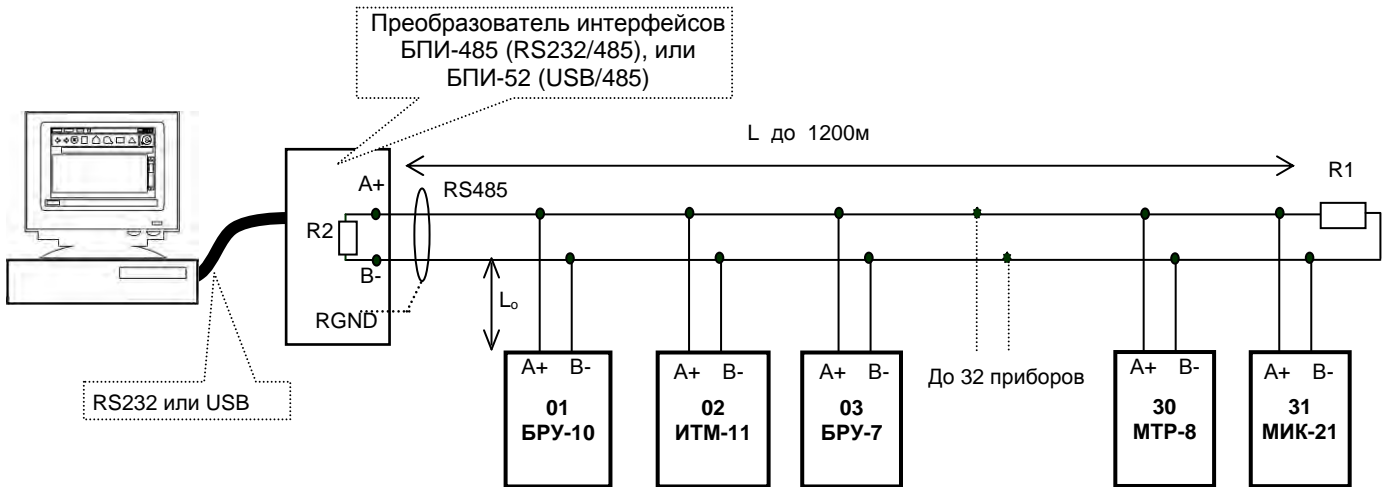 Преобразователь интерфейсов
БПИ-485 (RS232/485), или
БПИ-52 (USB/485)
L до 1200м
R1
A+
RS485
R2
B-
Lo
RGND
RS232 или USB
A+ B-
01
БРУ-10
A+ B-
02
ИТМ-11
A+ B-
03
БРУ-7
До 32 приборов
A+ B-
30
МТР-8
A+ B-
31
МИК-21